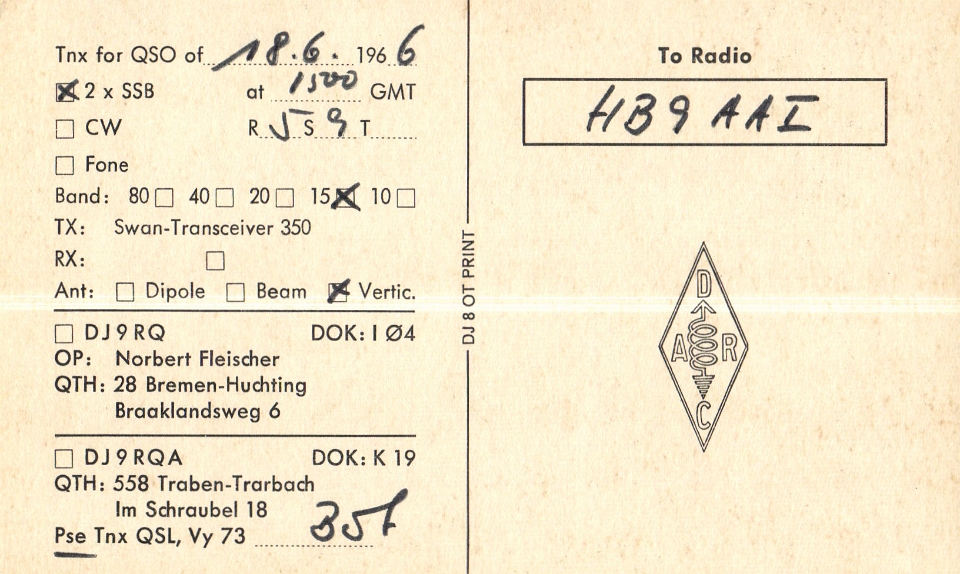 Tnx for QSO of 18.6. 1966
☒ 2 x SSB at 1500 GMT
☐ CW R 5 S 9 T
☐ Fone
Band: 80 ☐ 40 ☐ 20 ☐ 15 ☒ 10 ☐
TX: Swan-Transceiver 350
RX: ☐
Ant: ☐ Dipole ☐ Beam ☒ Vertic.
☐ DJ9RQ DOK: I Ø4
OP: Norbert Fleischer
QTH: 28 Bremen-Huchting
Braaklandsweg 6
☐ DJ9RQA DOK: K 19
QTH: 558 Traben-Trarbach
Im Schraubel 18
Pse Tnx QSL, Vy 73
DJ 8 OT PRINT
To Radio
HB9AAI
D
A R
C